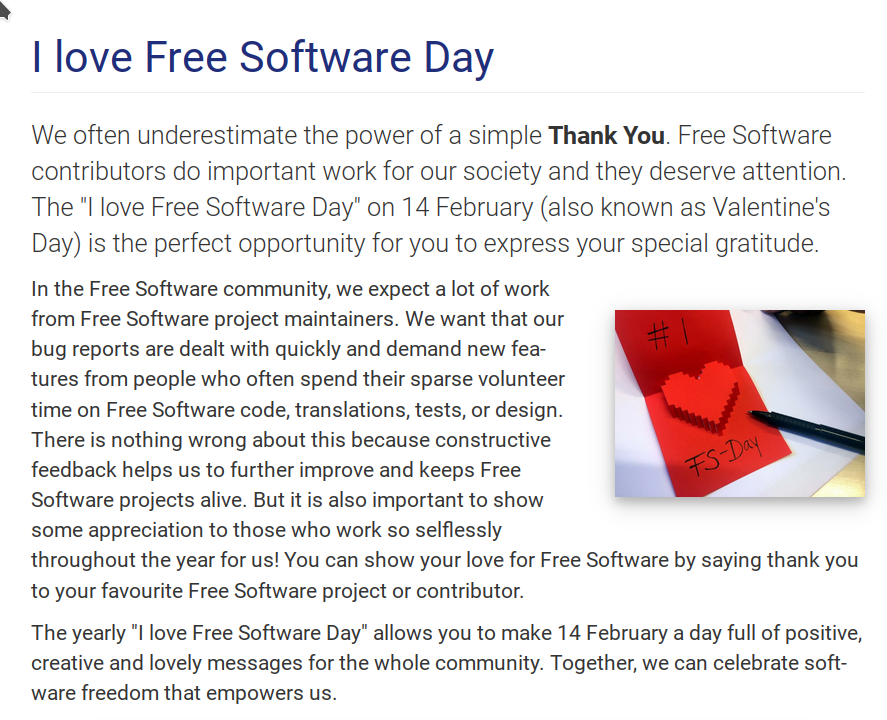 I love Free Software Day
We often underestimate the power of a simple Thank You. Free Software
contributors do important work for our society and they deserve attention.
The "I love Free Software Day" on 14 February (also known as Valentine's
Day) is the perfect opportunity for you to express your special gratitude.
In the Free Software community, we expect a lot of work
from Free Software project maintainers. We want that our
bug reports are dealt with quickly and demand new fea-
tures from people who often spend their sparse volunteer
time on Free Software code, translations, tests, or design.
There is nothing wrong about this because constructive
feedback helps us to further improve and keeps Free
Software projects alive. But it is also important to show
some appreciation to those who work so selflessly
throughout the year for us! You can show your love for Free Software by saying thank you
to your favourite Free Software project or contributor.
# 1
FS-Day
The yearly "I love Free Software Day" allows you to make 14 February a day full of positive,
creative and lovely messages for the whole community. Together, we can celebrate soft-
ware freedom that empowers us.